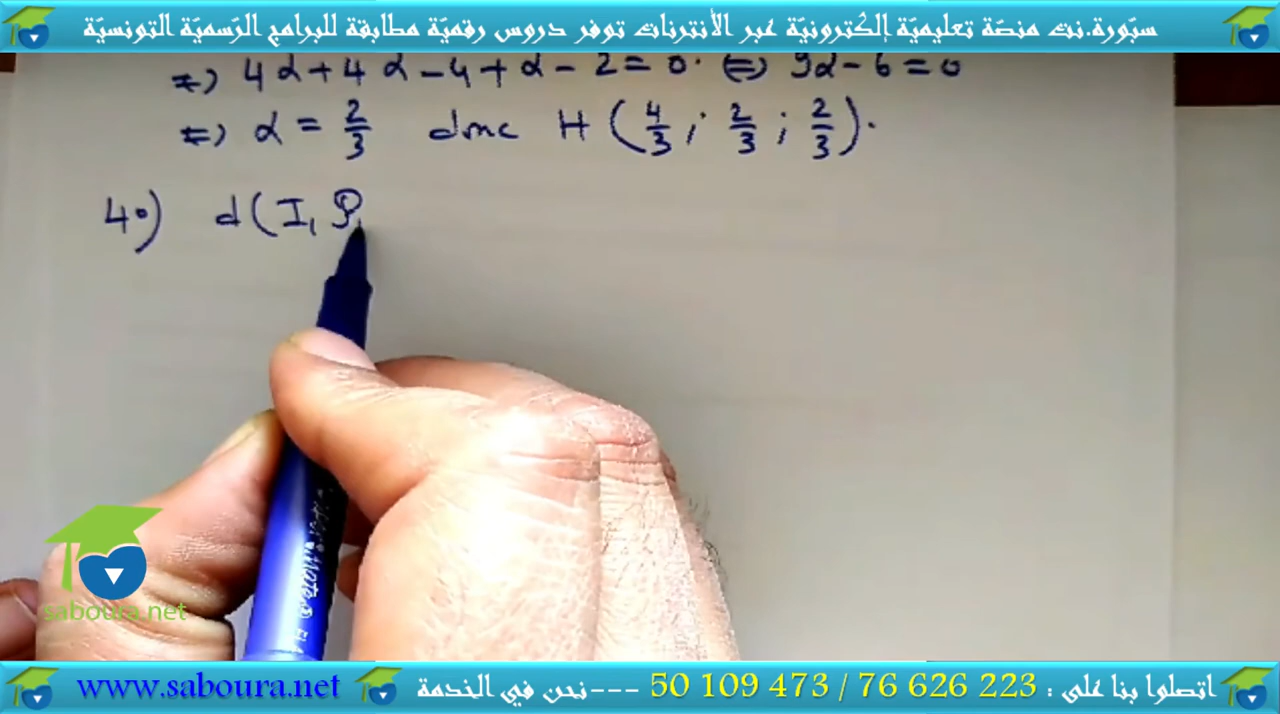 سبّورة.نت منصّة تعليميّة إلكترونيّة عبر الأنترنات توفر دروس رقميّة مطابقة للبرامج الرّسميّة التونسيّة
⇔ 4α + 4α - 4 + α - 2 = 0. ⇔ 9α - 6 = 0
⇔ α = 2/3 donc H (4/3 ; 2/3 ; 2/3).
4°) d(I, P
saboura.net
www.saboura.net اتصلوا بنا على : 50 109 473 / 76 626 223 ---نحن في الخدمة